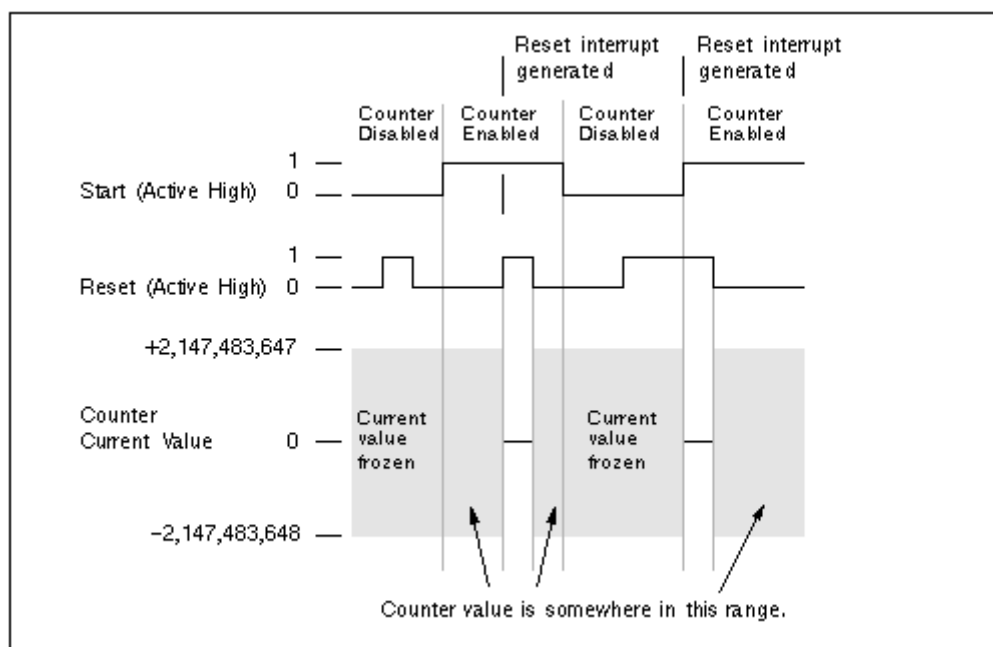 Reset interrupt
generated
Reset interrupt
generated
Counter
Disabled
Counter
Enabled
Counter
Disabled
Counter
Enabled
1
Start (Active High) 0
1
Reset (Active High) 0
+2,147,483,647
Counter
Current Value 0
Current
value
frozen
Current
value
frozen
−2,147,483,648
Counter value is somewhere in this range.